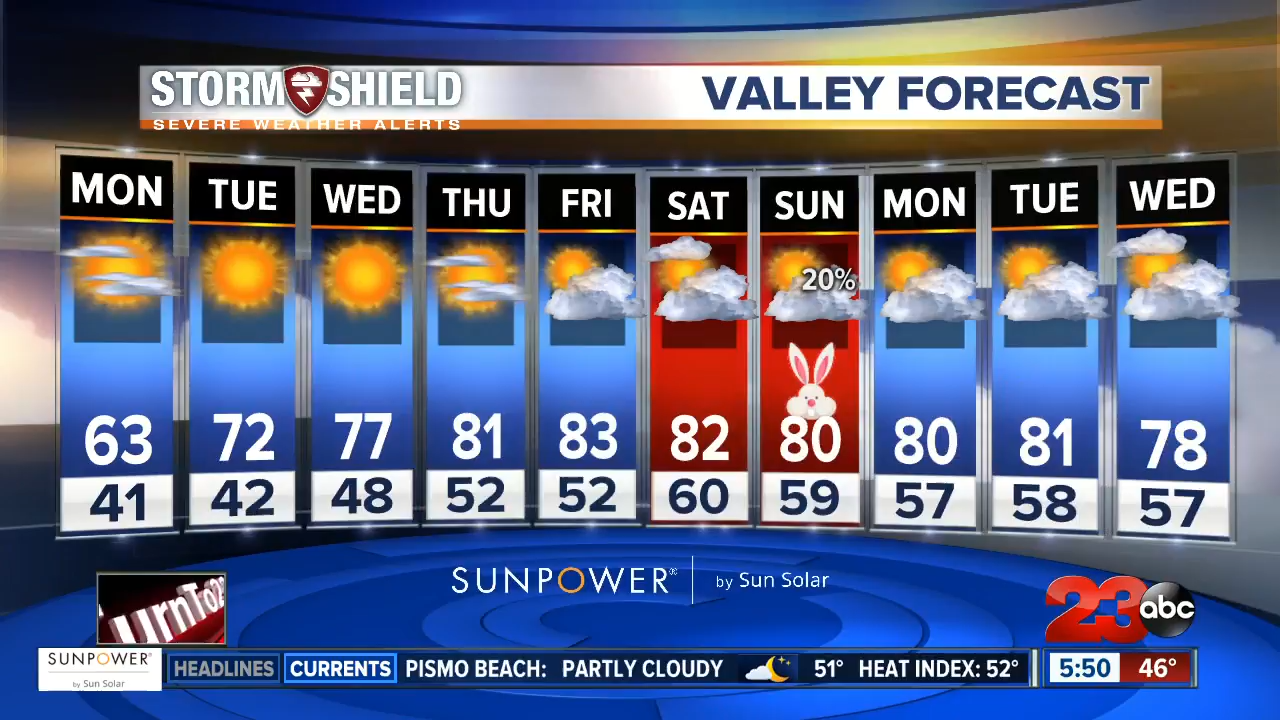 STORM SHIELD
SEVERE WEATHER ALERTS
VALLEY FORECAST
MON TUE WED THU FRI SAT SUN MON TUE WED
20%
63 72 77 81 83 82 80 80 81 78
41 42 48 52 52 60 59 57 58 57
SUNPOWER® by Sun Solar
TurnTo23
23 abc
SUNPOWER®
by Sun Solar
HEADLINES CURRENTS PISMO BEACH: PARTLY CLOUDY 51° HEAT INDEX: 52° 5:50 46°